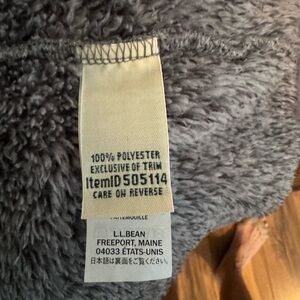 100% POLYESTER
EXCLUSIVE OF TRIM
ItemID 505114
CARE ON REVERSE
L.L.BEAN
FREEPORT, MAINE
04033 ÉTATS-UNIS
日本語は裏面をご覧ください。